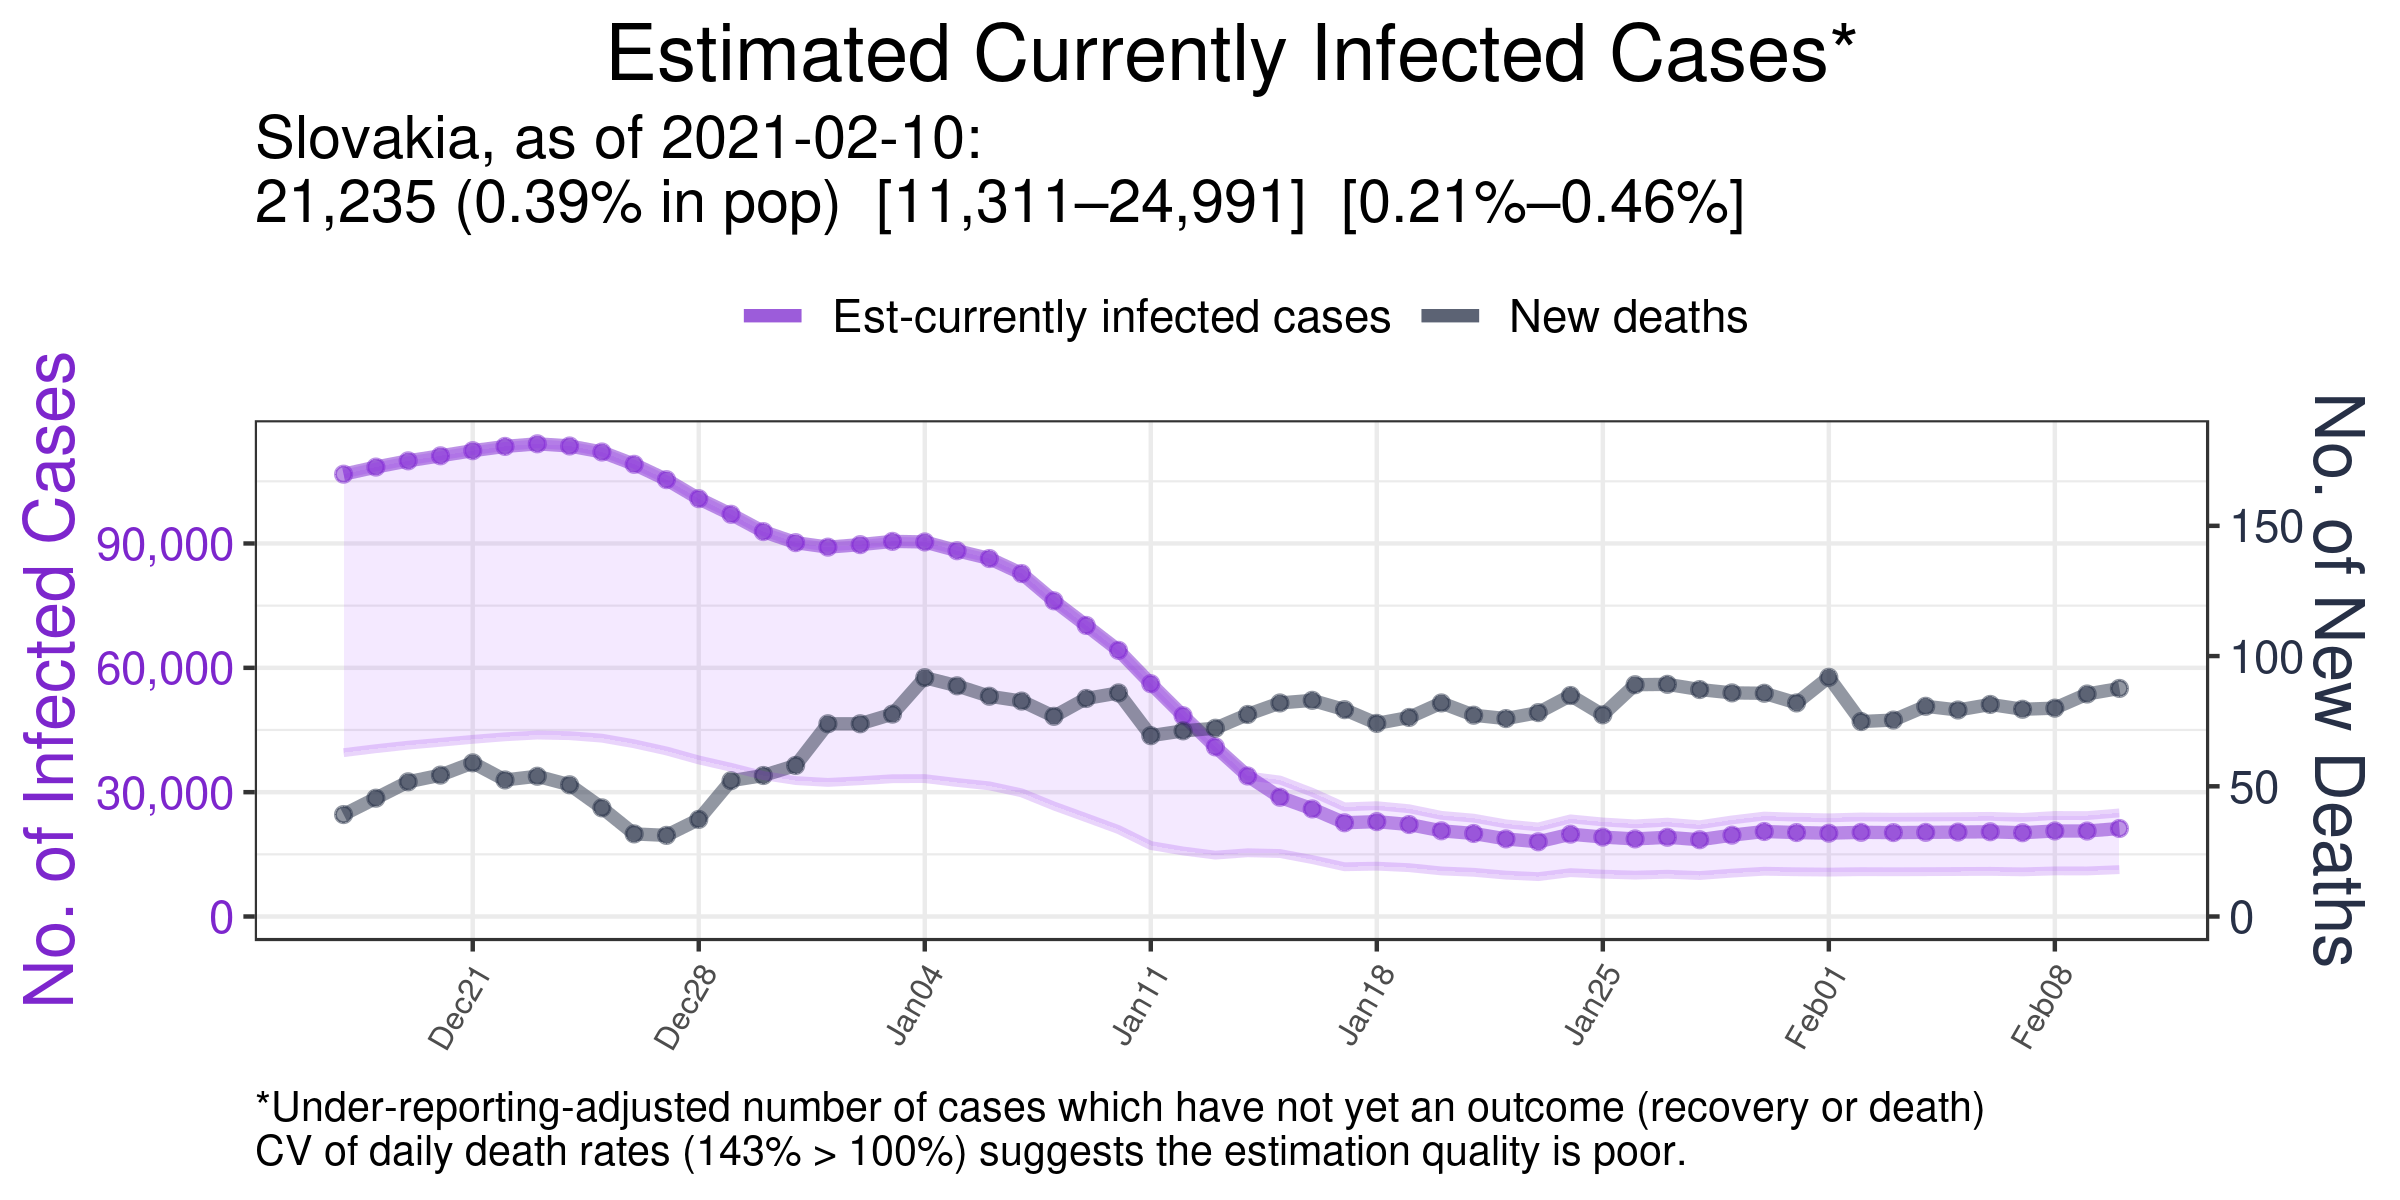 Estimated Currently Infected Cases*
Slovakia, as of 2021-02-10:
21,235 (0.39% in pop)  [11,311–24,991]  [0.21%–0.46%]
Est-currently infected cases
New deaths
No. of Infected Cases
90,000
60,000
30,000
0
150
100
50
0
No. of New Deaths
Dec21
Dec28
Jan04
Jan11
Jan18
Jan25
Feb01
Feb08
*Under-reporting-adjusted number of cases which have not yet an outcome (recovery or death)
CV of daily death rates (143% > 100%) suggests the estimation quality is poor.